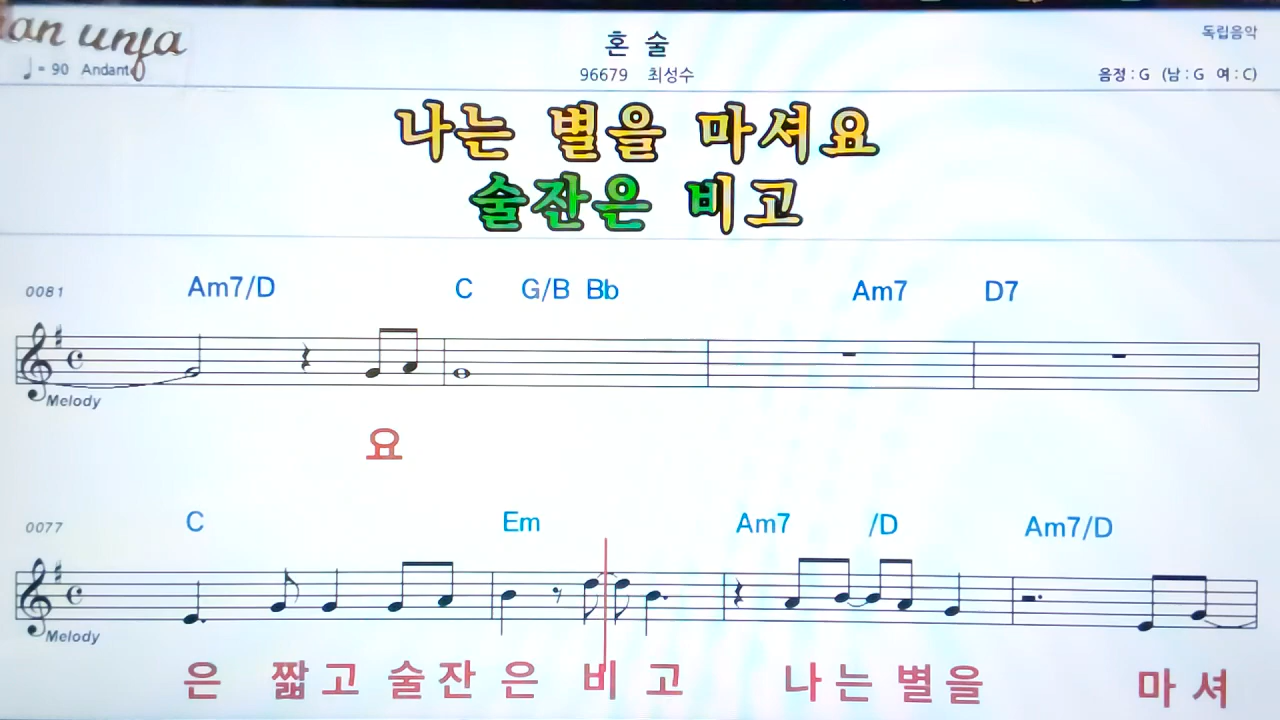 unfa
혼 술
독립음악
♩= 90 Andant
96679 최성수
음정 : G (남 : G 여 : C)
나는 별을 마셔요
술잔은 비고
0081 Am7/D C G/B Bb Am7 D7
Melody
요
0077 C Em Am7 /D Am7/D
Melody
은 짧고 술잔은 비고 나는 별을 마셔